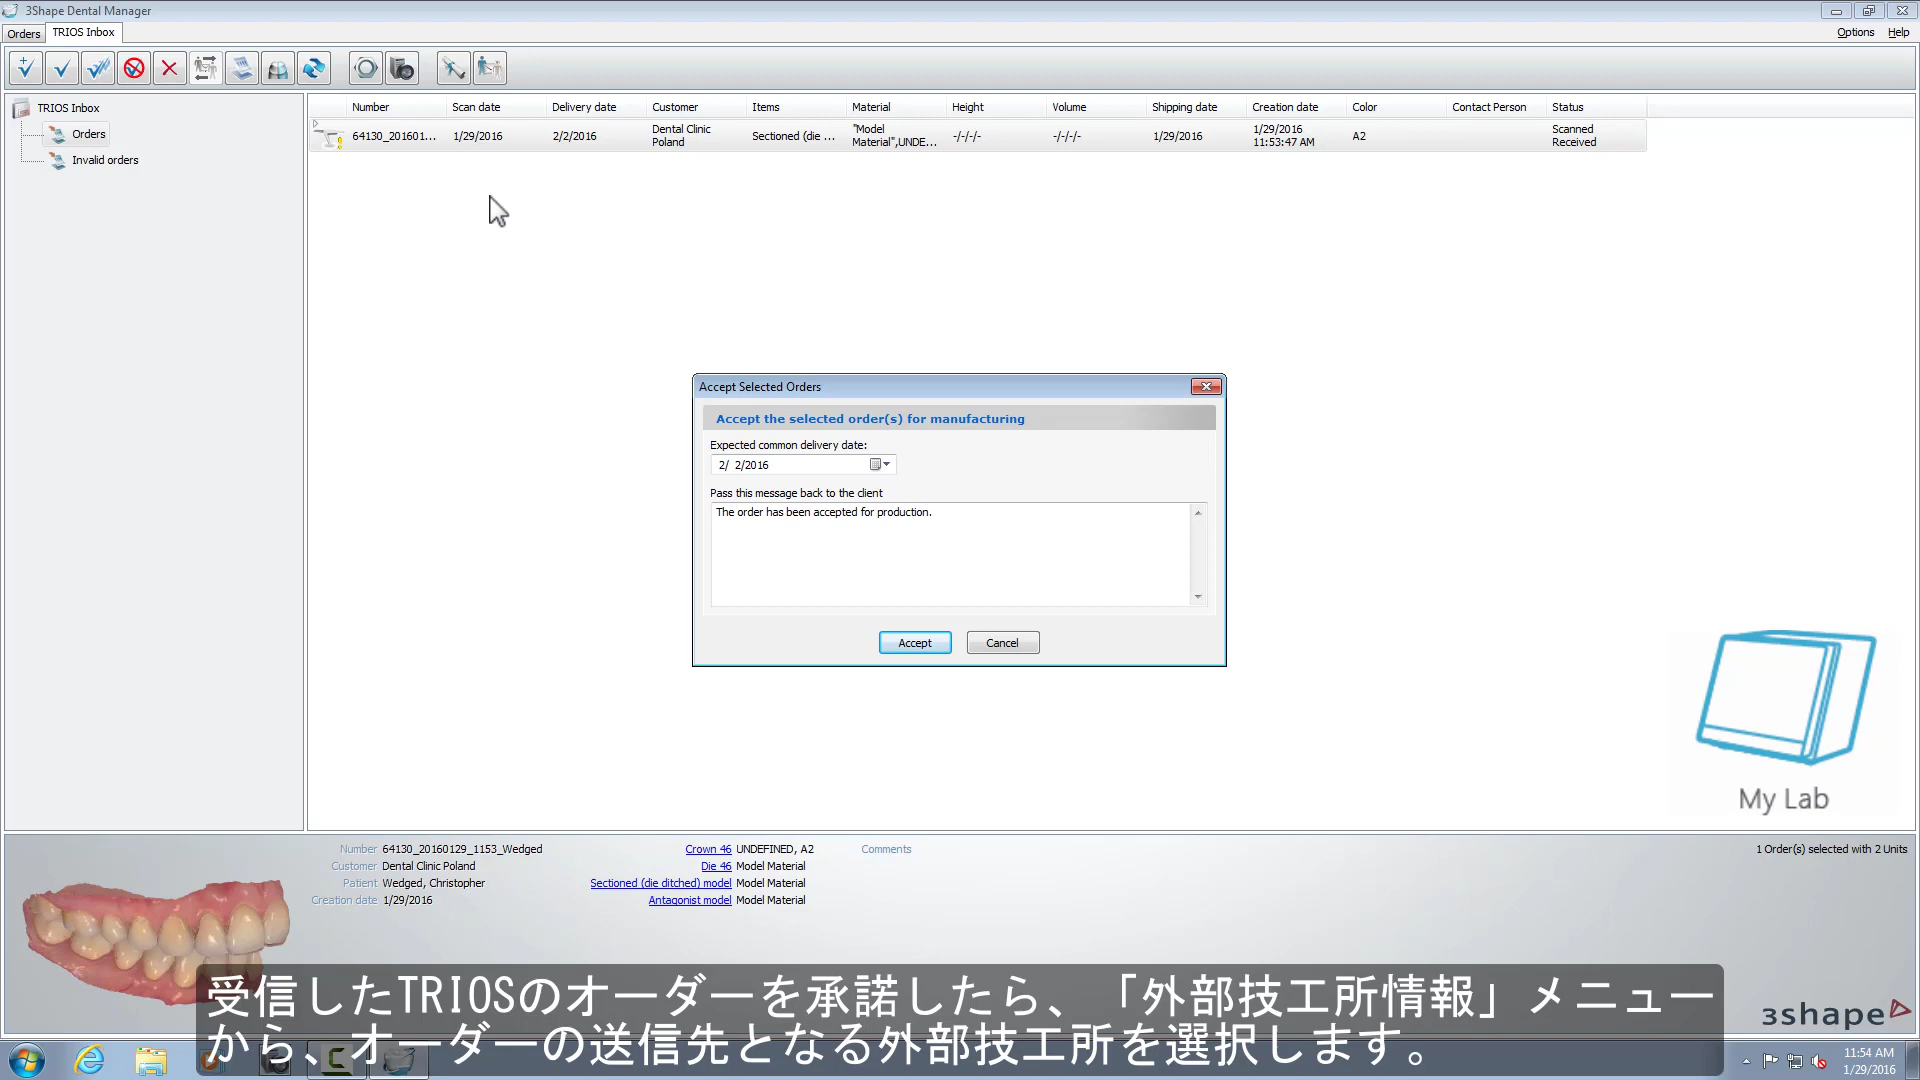 3Shape Dental Manager
Orders
TRIOS Inbox
Options
Help
TRIOS Inbox
Orders
Invalid orders
Number
Scan date
Delivery date
Customer
Items
Material
Height
Volume
Shipping date
Creation date
Color
Contact Person
Status
64130_201601...
1/29/2016
2/2/2016
Dental Clinic
Poland
Sectioned (die ...
"Model
Material",UNDE...
-/-/-/-
-/-/-/-
1/29/2016
1/29/2016
11:53:47 AM
A2
Scanned
Received
Accept Selected Orders
Accept the selected order(s) for manufacturing
Expected common delivery date:
2/ 2/2016
Pass this message back to the client
The order has been accepted for production.
Accept
Cancel
My Lab
Number 64130_20160129_1153_Wedged
Customer Dental Clinic Poland
Patient Wedged, Christopher
Creation date 1/29/2016
Crown 46 UNDEFINED, A2
Die 46 Model Material
Sectioned (die ditched) model Model Material
Antagonist model Model Material
Comments
1 Order(s) selected with 2 Units
受信したTRIOSのオーダーを承諾したら、「外部技工所情報」メニュー
から、オーダーの送信先となる外部技工所を選択します。
3shape
11:54 AM
1/29/2016